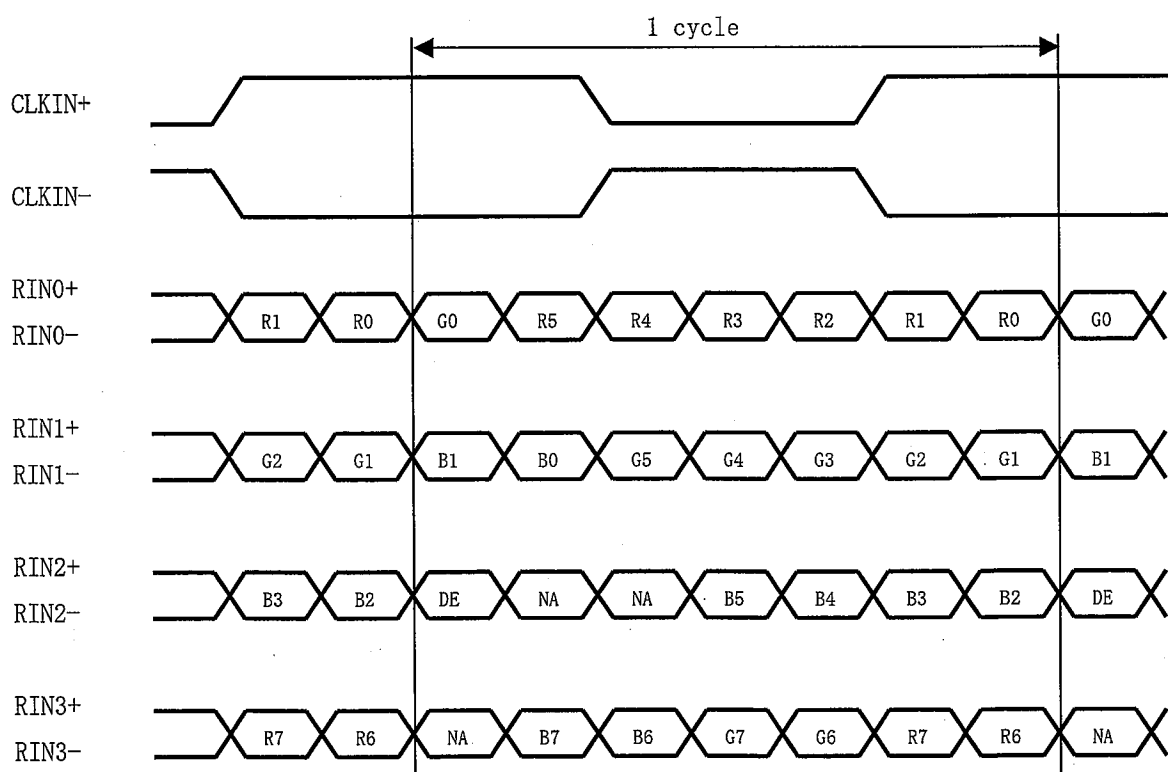 1 cycle
CLKIN+
CLKIN−
RIN0+
R1 R0 G0 R5 R4 R3 R2 R1 R0 G0
RIN0−
RIN1+
G2 G1 B1 B0 G5 G4 G3 G2 G1 B1
RIN1−
RIN2+
B3 B2 DE NA NA B5 B4 B3 B2 DE
RIN2−
RIN3+
R7 R6 NA B7 B6 G7 G6 R7 R6 NA
RIN3−